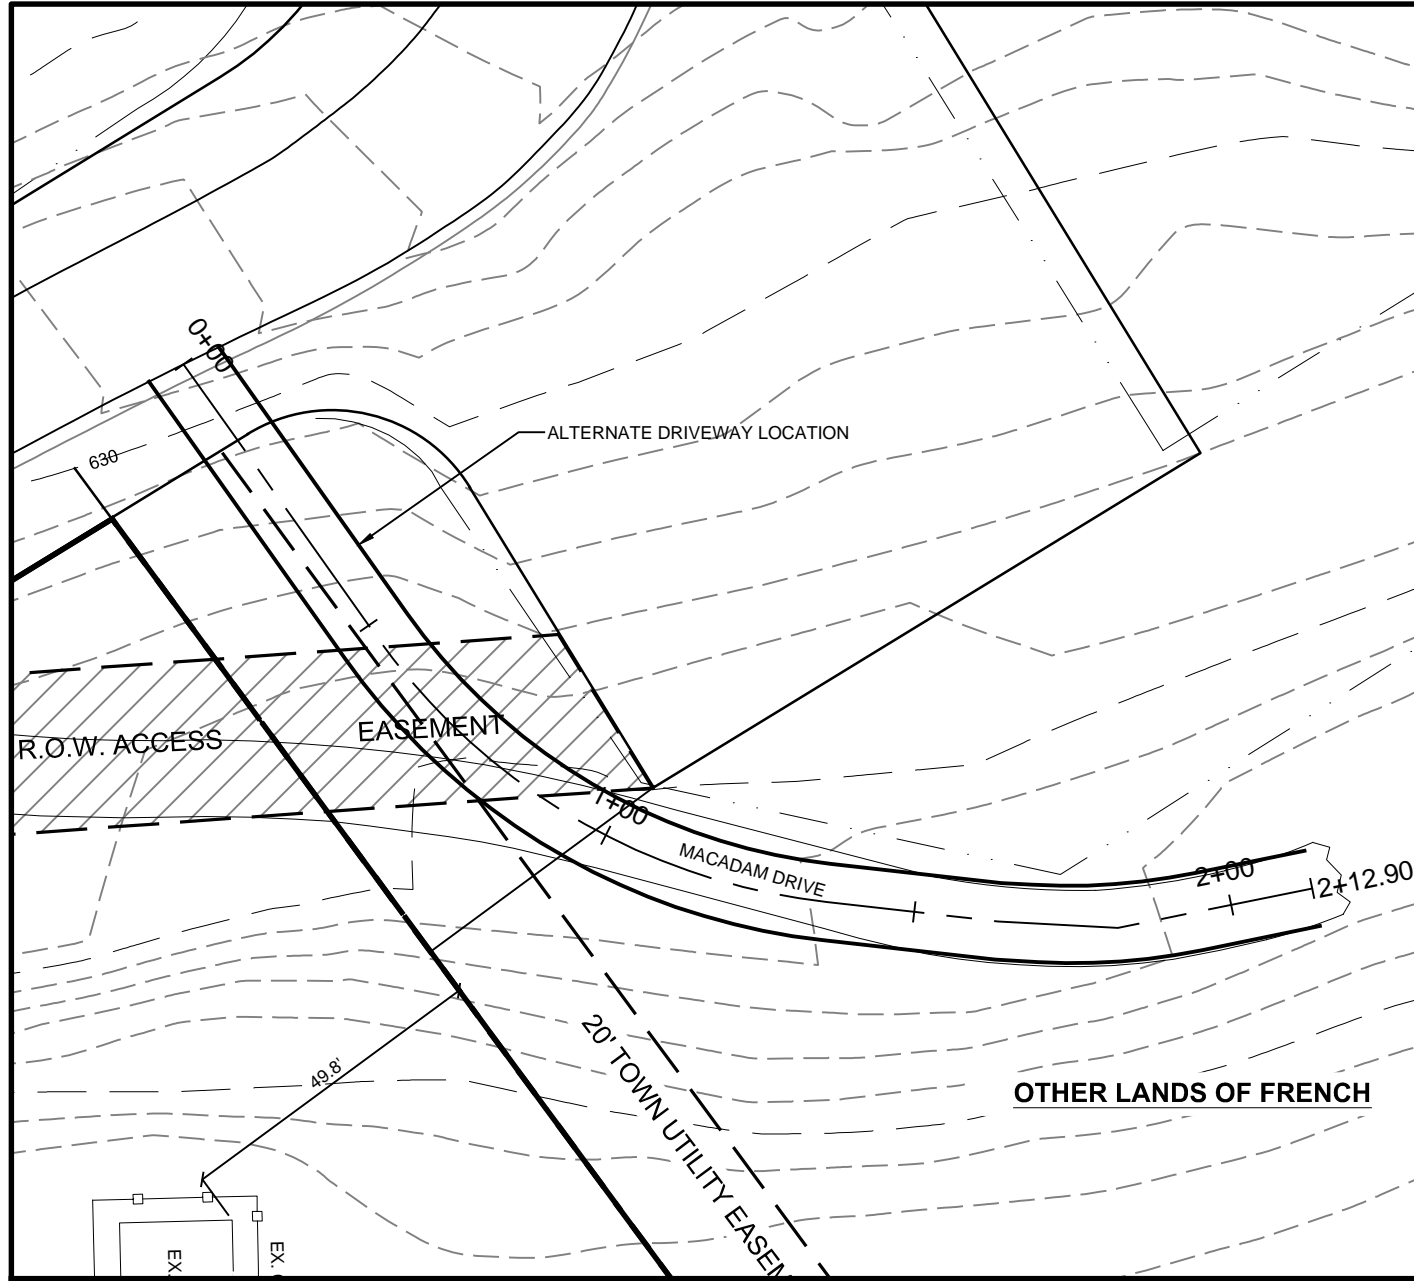 0+00
ALTERNATE DRIVEWAY LOCATION
630
R.O.W. ACCESS
EASEMENT
1+00
MACADAM DRIVE
2+00
2+12.90
20' TOWN UTILITY EASEM
49.8'
OTHER LANDS OF FRENCH
EX.
EX.